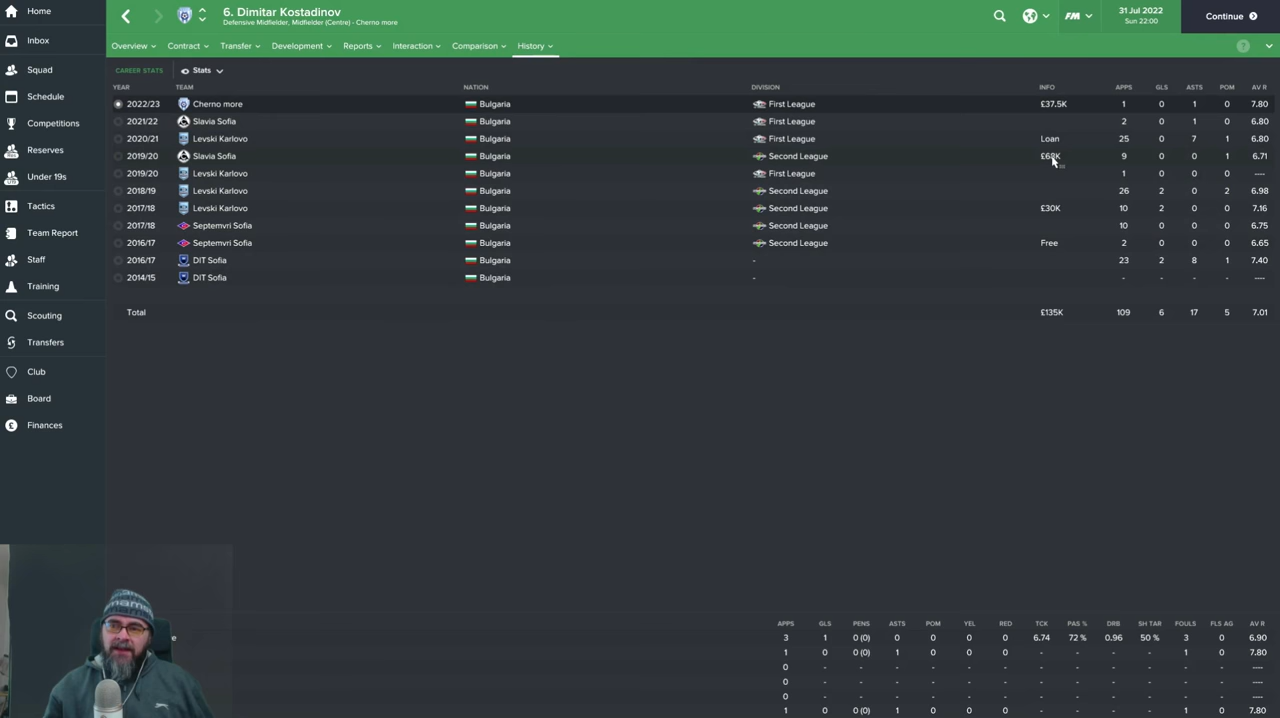 Home
6. Dimitar Kostadinov
Defensive Midfielder, Midfielder (Centre) - Cherno more
FM
31 Jul 2022
Sun 22:00
Continue
Inbox
Overview Contract Transfer Development Reports Interaction Comparison History ?
Squad
CAREER STATS Stats
YEAR TEAM NATION DIVISION INFO APPS GLS ASTS POM AV R
Schedule
2022/23 Cherno more Bulgaria First League £37.5K 1 0 1 0 7.80
Competitions
2021/22 Slavia Sofia Bulgaria First League 2 0 1 0 6.80
2020/21 Levski Karlovo Bulgaria First League Loan 25 0 7 1 6.80
Reserves
2019/20 Slavia Sofia Bulgaria Second League £68K 9 0 0 1 6.71
2019/20 Levski Karlovo Bulgaria First League 1 0 0 0 ----
Under 19s
2018/19 Levski Karlovo Bulgaria Second League 26 2 0 2 6.98
Tactics
2017/18 Levski Karlovo Bulgaria Second League £30K 10 2 0 0 7.16
2017/18 Septemvri Sofia Bulgaria Second League 10 0 0 0 6.75
Team Report
2016/17 Septemvri Sofia Bulgaria Second League Free 2 0 0 0 6.65
Staff
2016/17 DIT Sofia Bulgaria - 23 2 8 1 7.40
2014/15 DIT Sofia Bulgaria - - - - - ----
Training
Total £135K 109 6 17 5 7.01
Scouting
Transfers
Club
Board
Finances
APPS GLS PENS ASTS POM YEL RED TCK PAS % DRB SH TAR FOULS FLS AG AV R
3 1 0 (0) 0 0 0 0 6.74 72 % 0.96 50 % 3 0 6.90
1 0 0 (0) 1 0 0 0 - - - - 1 0 7.80
0 - - - - - - - - - - - - -
0 - - - - - - - - - - - - -
0 - - - - - - - - - - - - -
1 0 0 (0) 1 0 0 0 - - - - 1 0 7.80